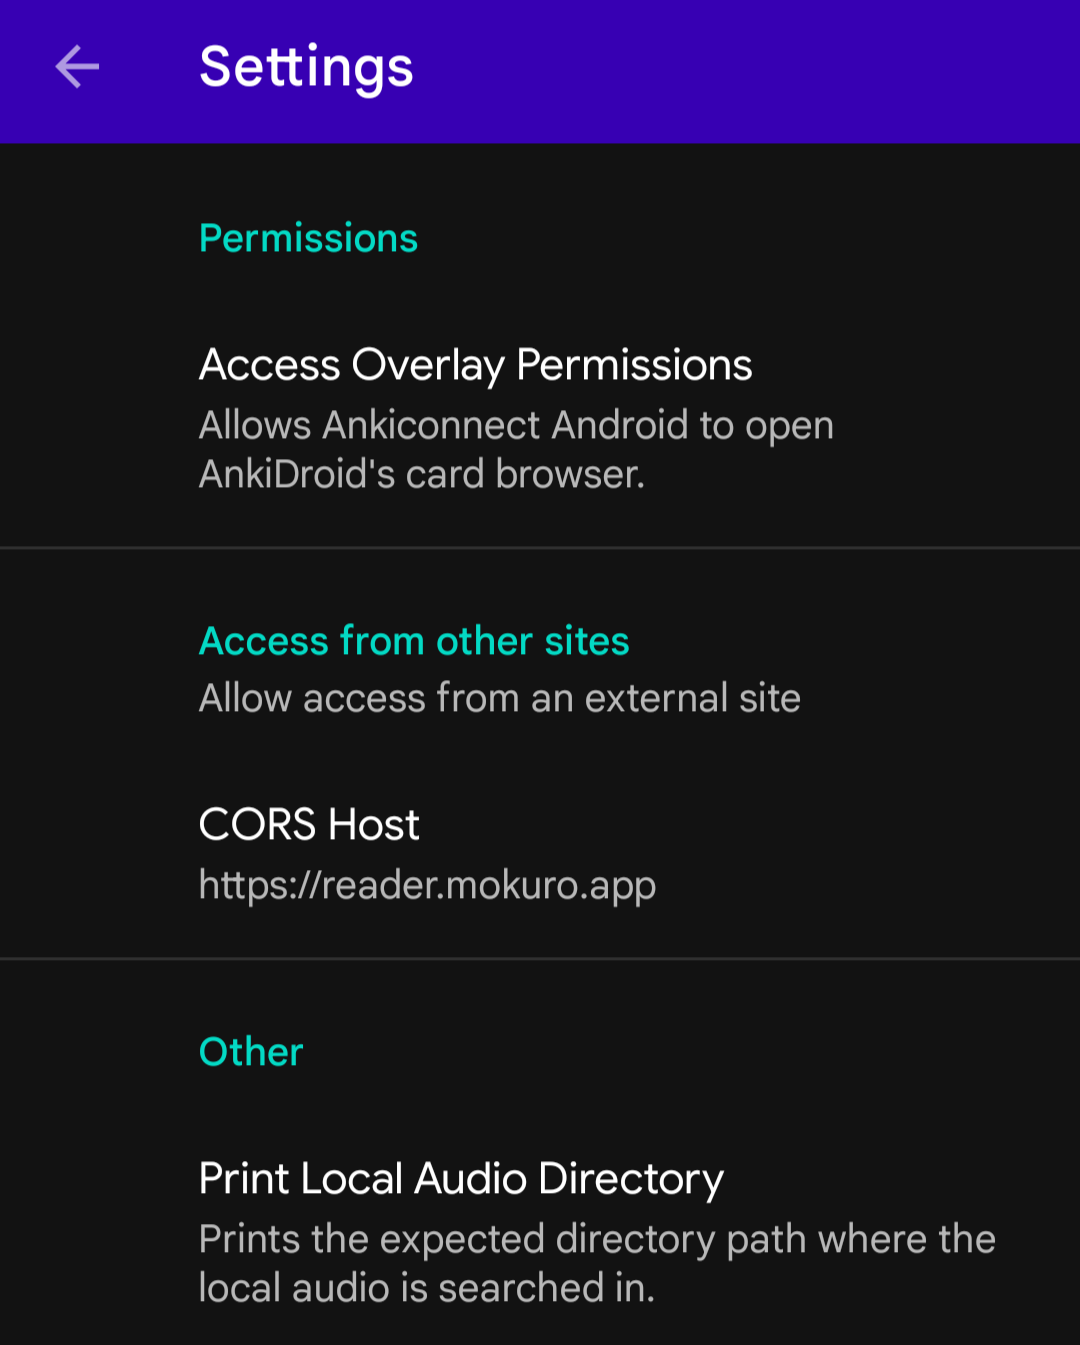 Settings
Permissions
Access Overlay Permissions
Allows Ankiconnect Android to open
AnkiDroid's card browser.
Access from other sites
Allow access from an external site
CORS Host
https://reader.mokuro.app
Other
Print Local Audio Directory
Prints the expected directory path where the
local audio is searched in.